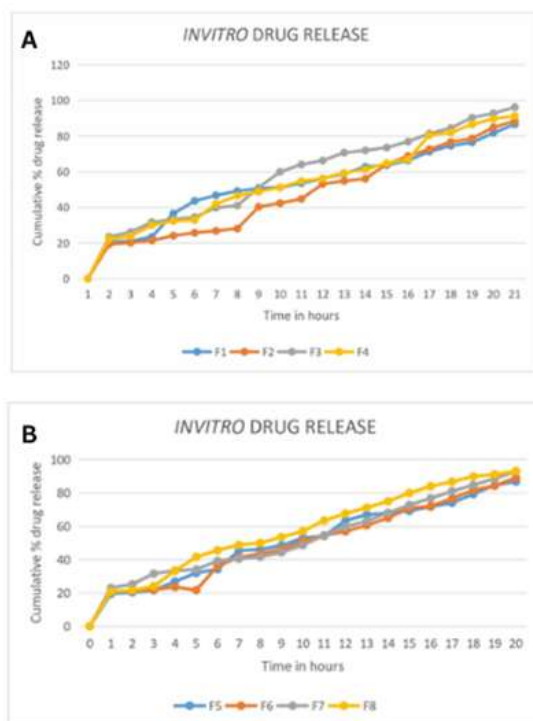 A
INVITRO DRUG RELEASE
Cumulative % drug release
120
100
80
60
40
20
0
1 2 3 4 5 6 7 8 9 10 11 12 13 14 15 16 17 18 19 20 21
Time in hours
F1 F2 F3 F4
B
INVITRO DRUG RELEASE
Cumulative % drug release
100
80
60
40
20
0
0 1 2 3 4 5 6 7 8 9 10 11 12 13 14 15 16 17 18 19 20
Time in hours
F5 F6 F7 F8